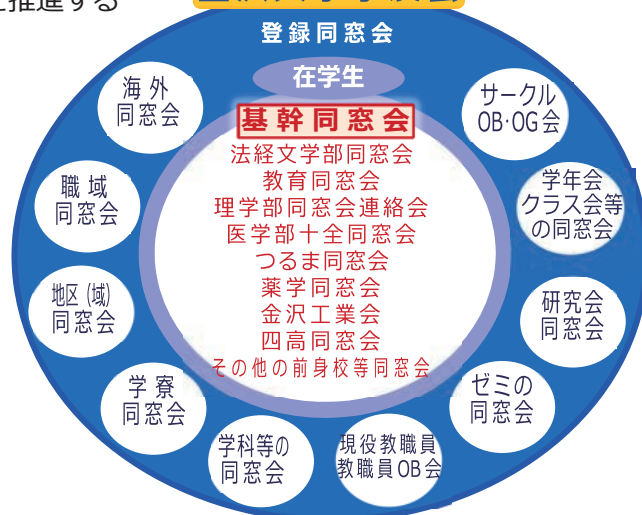 推進する
登録同窓会
在学生
基幹同窓会
法経文学部同窓会
教育同窓会
理学部同窓会連絡会
医学部十全同窓会
つるま同窓会
薬学同窓会
金沢工業会
四高同窓会
その他の前身校等同窓会
海外
同窓会
職域
同窓会
地区(域)
同窓会
学寮
同窓会
学科等の
同窓会
現役教職員
教職員OB会
ゼミの
同窓会
研究会
同窓会
学年会
クラス会等
の同窓会
サークル
OB·OG会